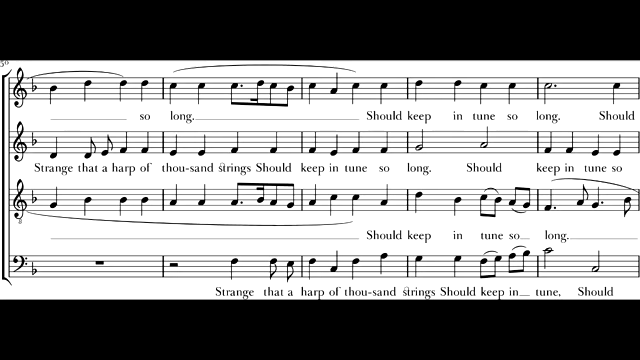 30
so long. Should keep in tune so long. Should
Strange that a harp of thou-sand strings Should keep in tune so long. Should keep in tune so
8
Should keep in tune so long.
Strange that a harp of thou-sand strings Should keep in tune, Should